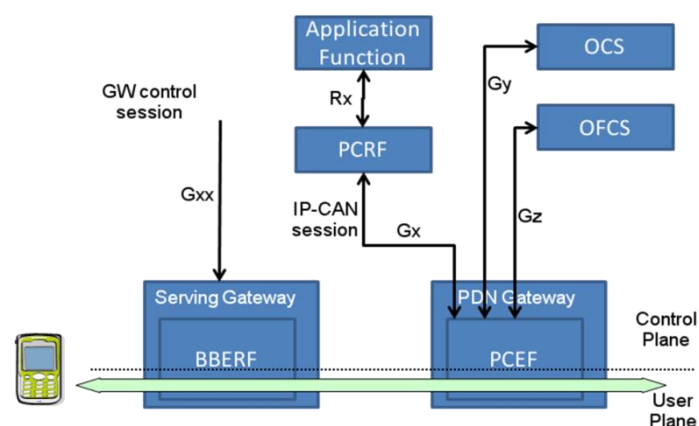 Application
Function
OCS
GW control
session
Rx
Gy
OFCS
PCRF
Gxx
IP-CAN
session
Gx
Gz
Serving Gateway
PDN Gateway
Control
Plane
BBERF
PCEF
User
Plane